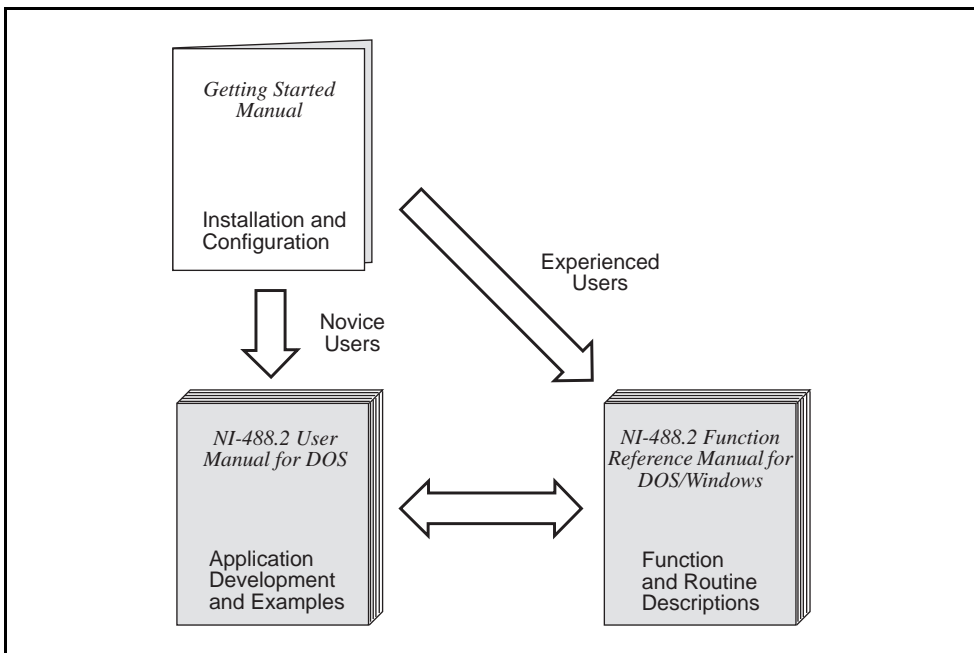 Getting Started
Manual
Installation and
Configuration
Experienced
Users
Novice
Users
NI-488.2 User
Manual for DOS
Application
Development
and Examples
NI-488.2 Function
Reference Manual for
DOS/Windows
Function
and Routine
Descriptions